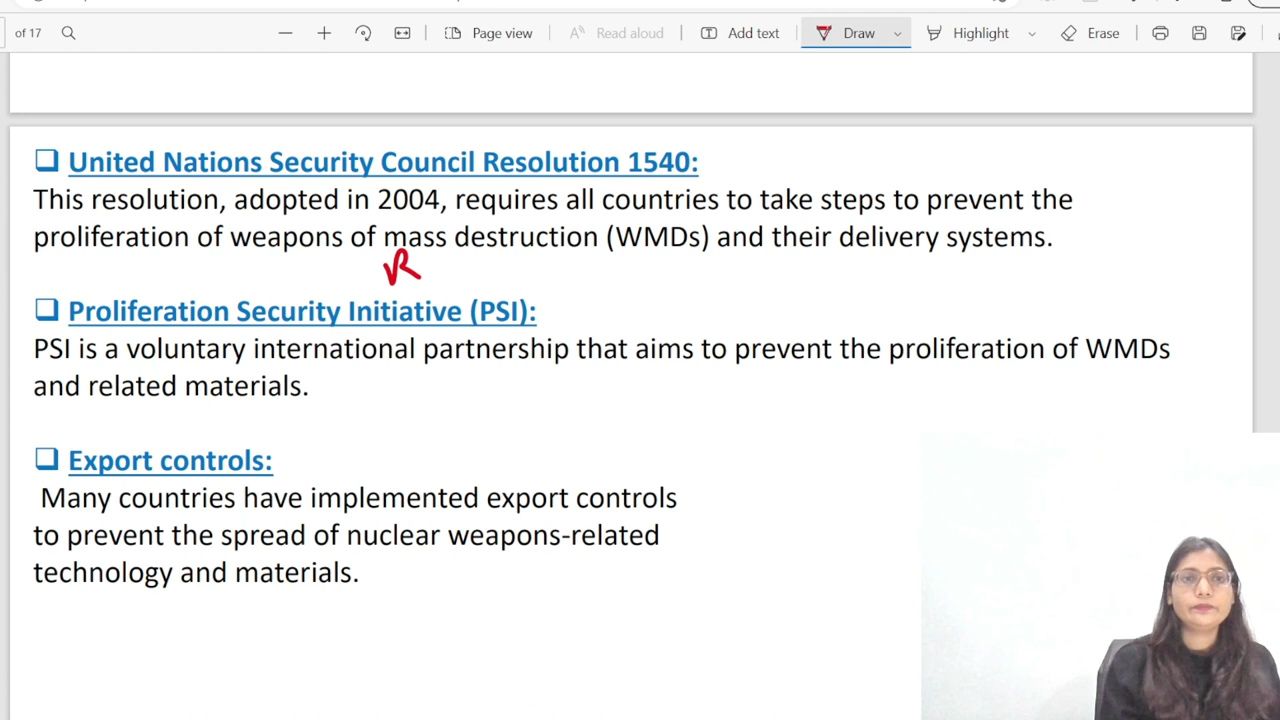 of 17
Page view
Read aloud
Add text
Draw
Highlight
Erase
❑ United Nations Security Council Resolution 1540:
This resolution, adopted in 2004, requires all countries to take steps to prevent the
proliferation of weapons of mass destruction (WMDs) and their delivery systems.
❑ Proliferation Security Initiative (PSI):
PSI is a voluntary international partnership that aims to prevent the proliferation of WMDs
and related materials.
❑ Export controls:
Many countries have implemented export controls
to prevent the spread of nuclear weapons-related
technology and materials.